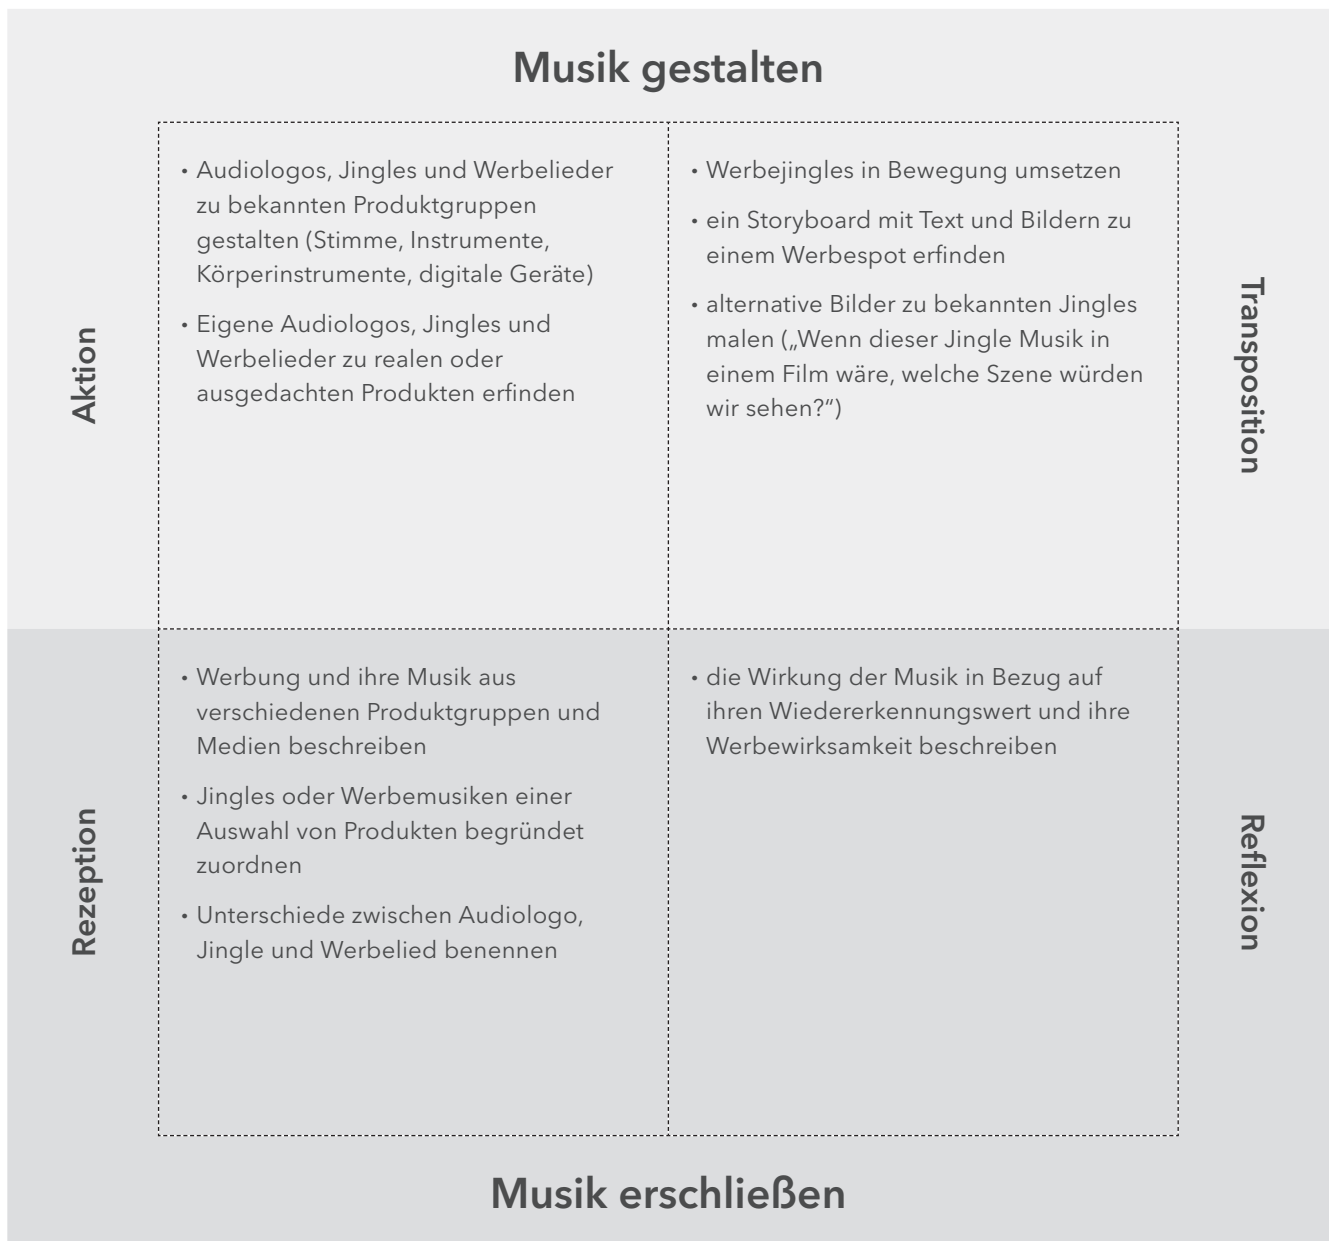 Musik gestalten
Aktion
• Audiologos, Jingles und Werbelieder
zu bekannten Produktgruppen
gestalten (Stimme, Instrumente,
Körperinstrumente, digitale Geräte)
• Eigene Audiologos, Jingles und
Werbelieder zu realen oder
ausgedachten Produkten erfinden
• Werbejingles in Bewegung umsetzen
• ein Storyboard mit Text und Bildern zu
einem Werbespot erfinden
• alternative Bilder zu bekannten Jingles
malen („Wenn dieser Jingle Musik in
einem Film wäre, welche Szene würden
wir sehen?“)
Transposition
Rezeption
• Werbung und ihre Musik aus
verschiedenen Produktgruppen und
Medien beschreiben
• Jingles oder Werbemusiken einer
Auswahl von Produkten begründet
zuordnen
• Unterschiede zwischen Audiologo,
Jingle und Werbelied benennen
• die Wirkung der Musik in Bezug auf
ihren Wiedererkennungswert und ihre
Werbewirksamkeit beschreiben
Reflexion
Musik erschließen